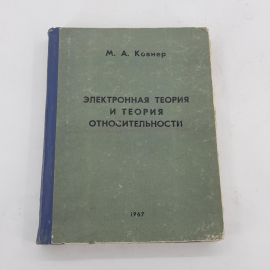 М. А. Ковнер
ЭЛЕКТРОННАЯ ТЕОРИЯ
И ТЕОРИЯ
ОТНОСИТЕЛЬНОСТИ
1967